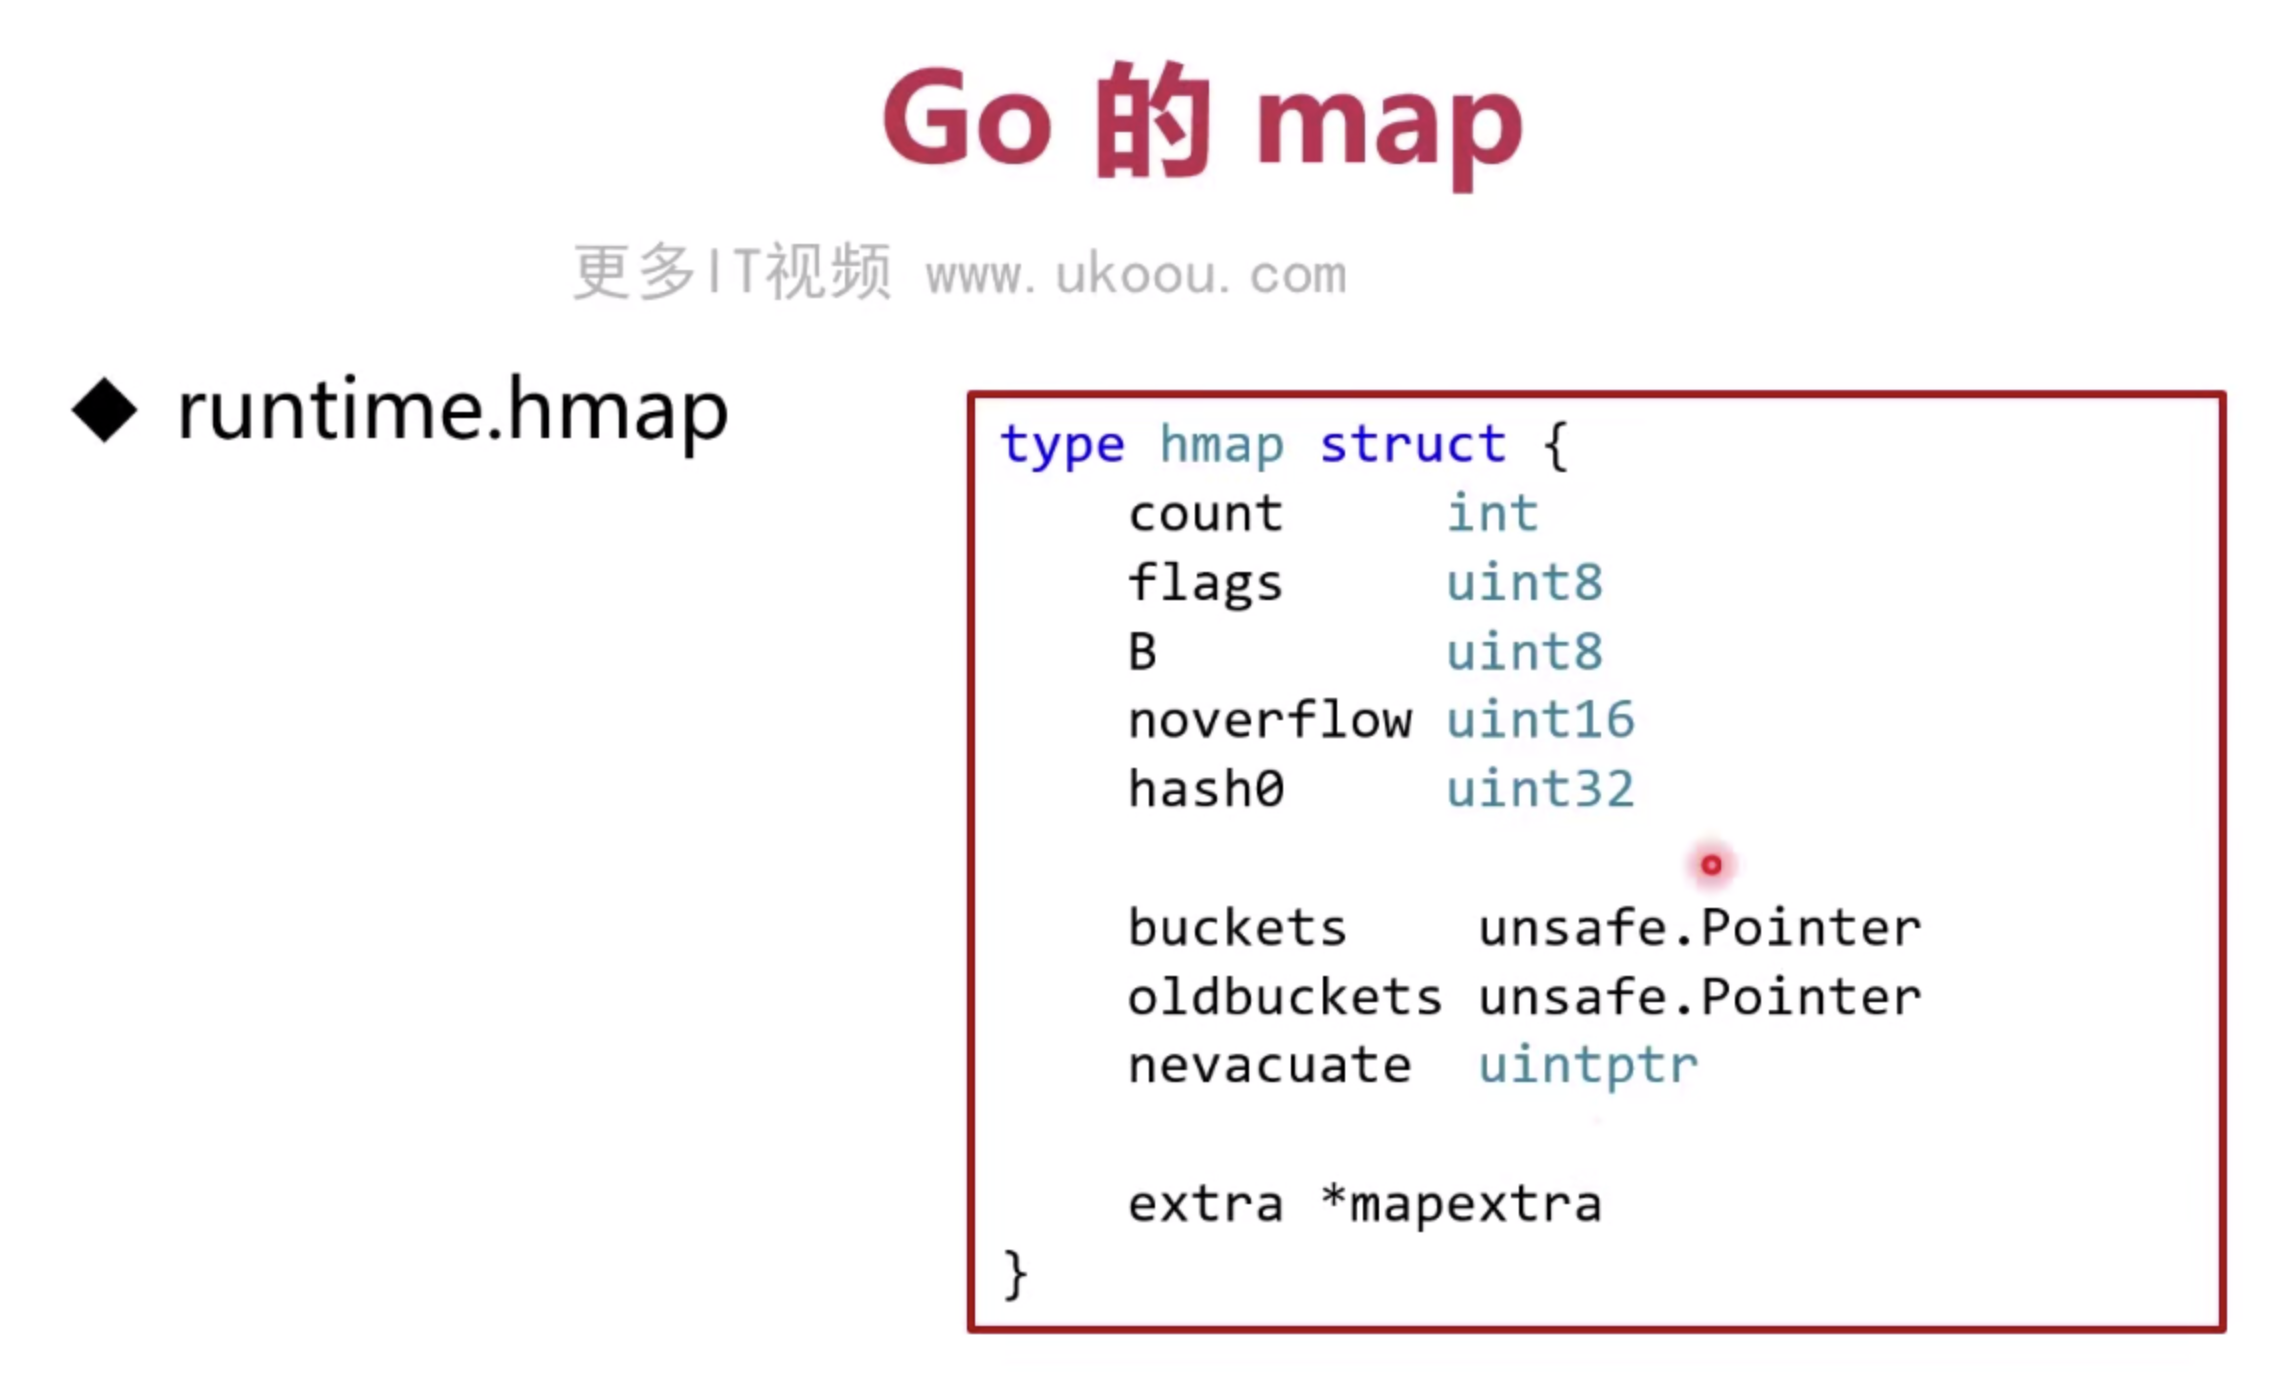 Go 的 map
更多IT视频 www.ukoou.com
◆ runtime.hmap
type hmap struct {
    count     int
    flags     uint8
    B         uint8
    noverflow uint16
    hash0     uint32
    buckets    unsafe.Pointer
    oldbuckets unsafe.Pointer
    nevacuate  uintptr
    extra *mapextra
}